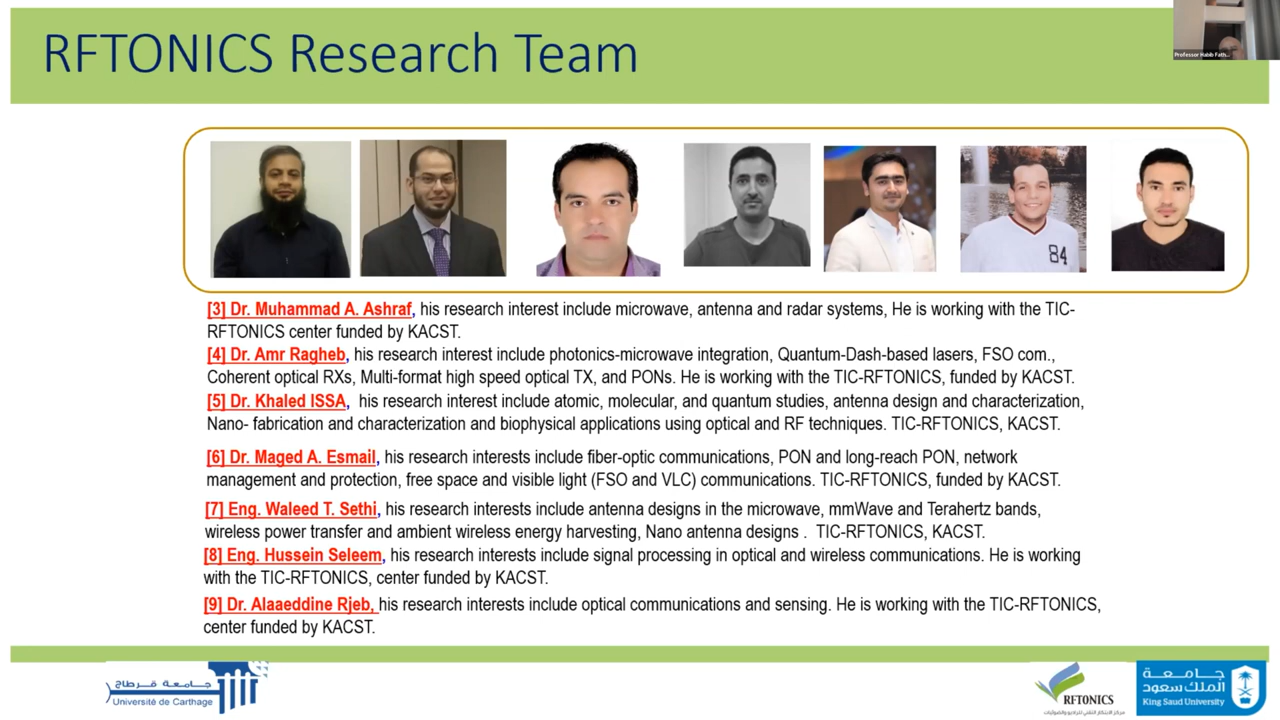 RFTONICS Research Team
Professor Habib Fath...
84
[3] Dr. Muhammad A. Ashraf, his research interest include microwave, antenna and radar systems, He is working with the TIC-
RFTONICS center funded by KACST.
[4] Dr. Amr Ragheb, his research interest include photonics-microwave integration, Quantum-Dash-based lasers, FSO com.,
Coherent optical RXs, Multi-format high speed optical TX, and PONs. He is working with the TIC-RFTONICS, funded by KACST.
[5] Dr. Khaled ISSA, his research interest include atomic, molecular, and quantum studies, antenna design and characterization,
Nano- fabrication and characterization and biophysical applications using optical and RF techniques. TIC-RFTONICS, KACST.
[6] Dr. Maged A. Esmail, his research interests include fiber-optic communications, PON and long-reach PON, network
management and protection, free space and visible light (FSO and VLC) communications. TIC-RFTONICS, funded by KACST.
[7] Eng. Waleed T. Sethi, his research interests include antenna designs in the microwave, mmWave and Terahertz bands,
wireless power transfer and ambient wireless energy harvesting, Nano antenna designs . TIC-RFTONICS, KACST.
[8] Eng. Hussein Seleem, his research interests include signal processing in optical and wireless communications. He is working
with the TIC-RFTONICS, center funded by KACST.
[9] Dr. Alaaeddine Rjeb, his research interests include optical communications and sensing. He is working with the TIC-RFTONICS,
center funded by KACST.
جامعة قرطاج
Université de Carthage
RFTONICS
جامعة
الملك سعود
King Saud University